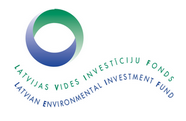 LATVIJAS VIDES INVESTĪCIJU FONDS
LATVIAN ENVIRONMENTAL INVESTMENT FUND